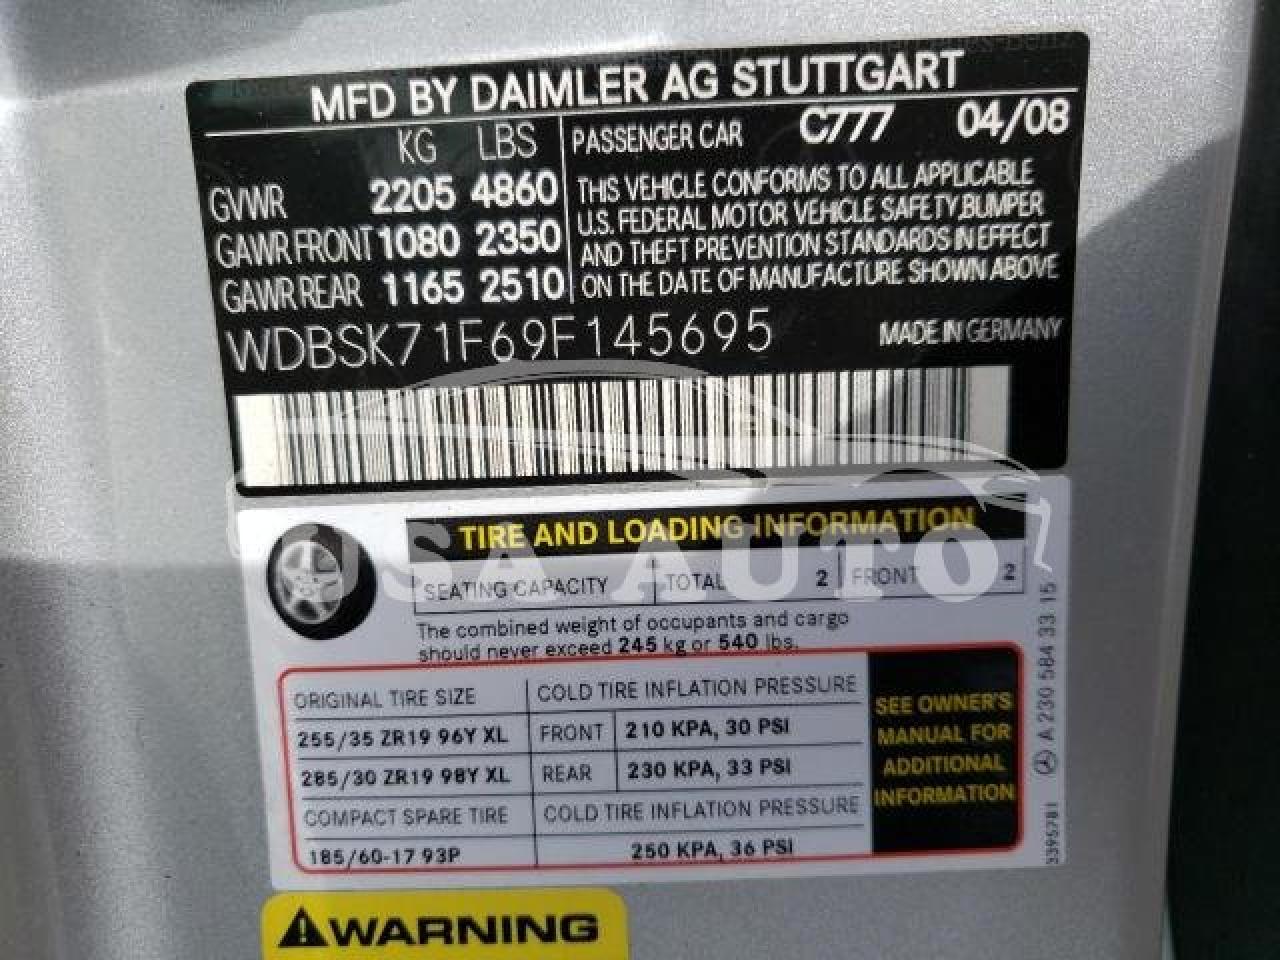 MFD BY DAIMLER AG STUTTGART
KG LBS PASSENGER CAR C777 04/08
GVWR 2205 4860
GAWR FRONT 1080 2350
GAWR REAR 1165 2510
THIS VEHICLE CONFORMS TO ALL APPLICABLE
U.S. FEDERAL MOTOR VEHICLE SAFETY, BUMPER
AND THEFT PREVENTION STANDARDS IN EFFECT
ON THE DATE OF MANUFACTURE SHOWN ABOVE
WDBSK71F69F145695 MADE IN GERMANY
USA AUTO
TIRE AND LOADING INFORMATION
SEATING CAPACITY TOTAL 2 FRONT 2
The combined weight of occupants and cargo
should never exceed 245 kg or 540 lbs.
ORIGINAL TIRE SIZE COLD TIRE INFLATION PRESSURE
255/35 ZR19 96Y XL FRONT 210 KPA, 30 PSI
285/30 ZR19 98Y XL REAR 230 KPA, 33 PSI
COMPACT SPARE TIRE COLD TIRE INFLATION PRESSURE
185/60-17 93P 250 KPA, 36 PSI
SEE OWNER'S
MANUAL FOR
ADDITIONAL
INFORMATION
A 230 584 33 15
3395781
WARNING